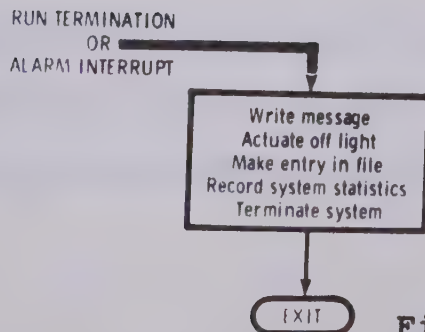 RUN TERMINATION
OR
ALARM INTERRUPT
Write message
Actuate off light
Make entry in file
Record system statistics
Terminate system
EXIT